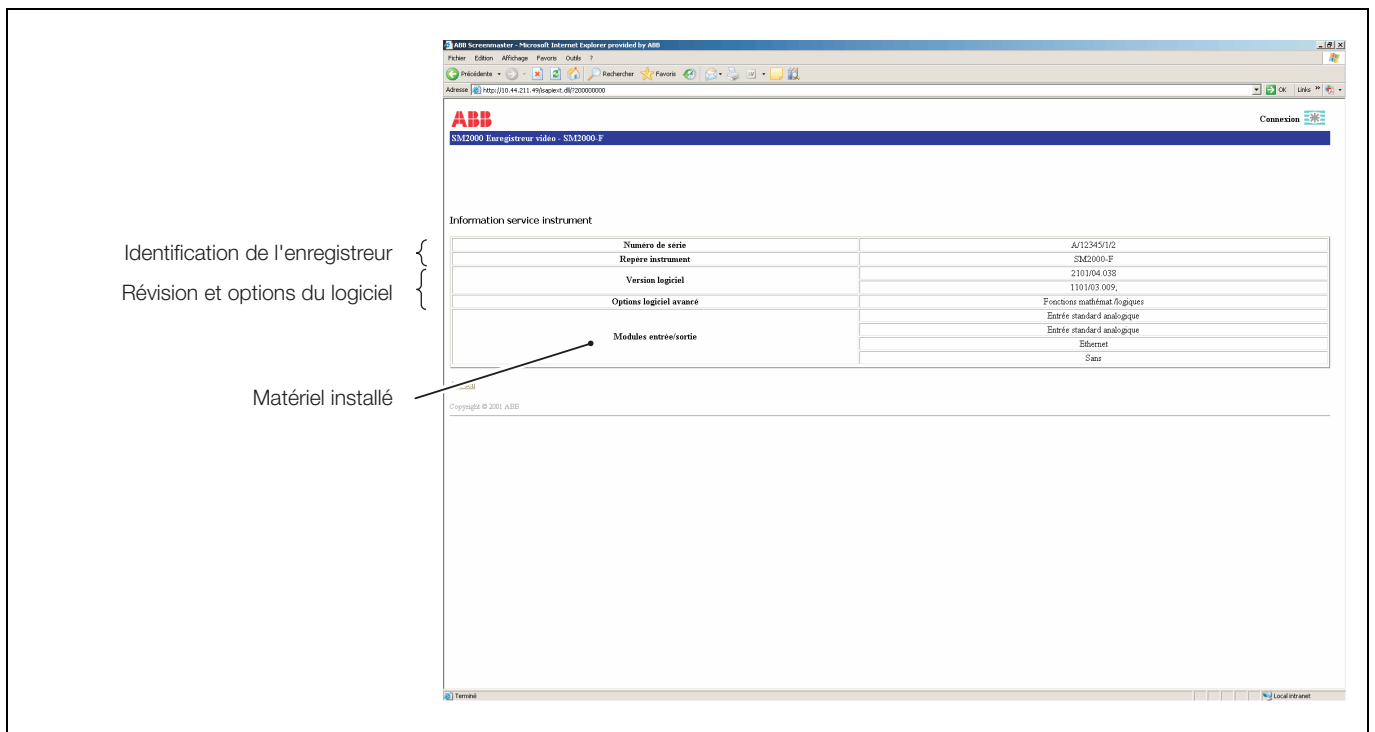 ABB Screenmaster - Microsoft Internet Explorer provided by ABB
Fichier Edition Affichage Favoris Outils ?
Précédente Rechercher Favoris
Adresse http://10.44.211.49/isapiext.dll?200000000 OK Links »
ABB
Connexion
SM2000 Enregistreur vidéo - SM2000-F
Information service instrument
Identification de l'enregistreur
Numéro de série A/12345/1/2
Repère instrument SM2000-F
Révision et options du logiciel
Version logiciel 2101/04.038
1101/03.009;
Options logiciel avancé Fonctions mathémat./logiques
Modules entrée/sortie Entrée standard analogique
Entrée standard analogique
Ethernet
Sans
Matériel installé
Copyright © 2001 ABB
Terminé Local intranet